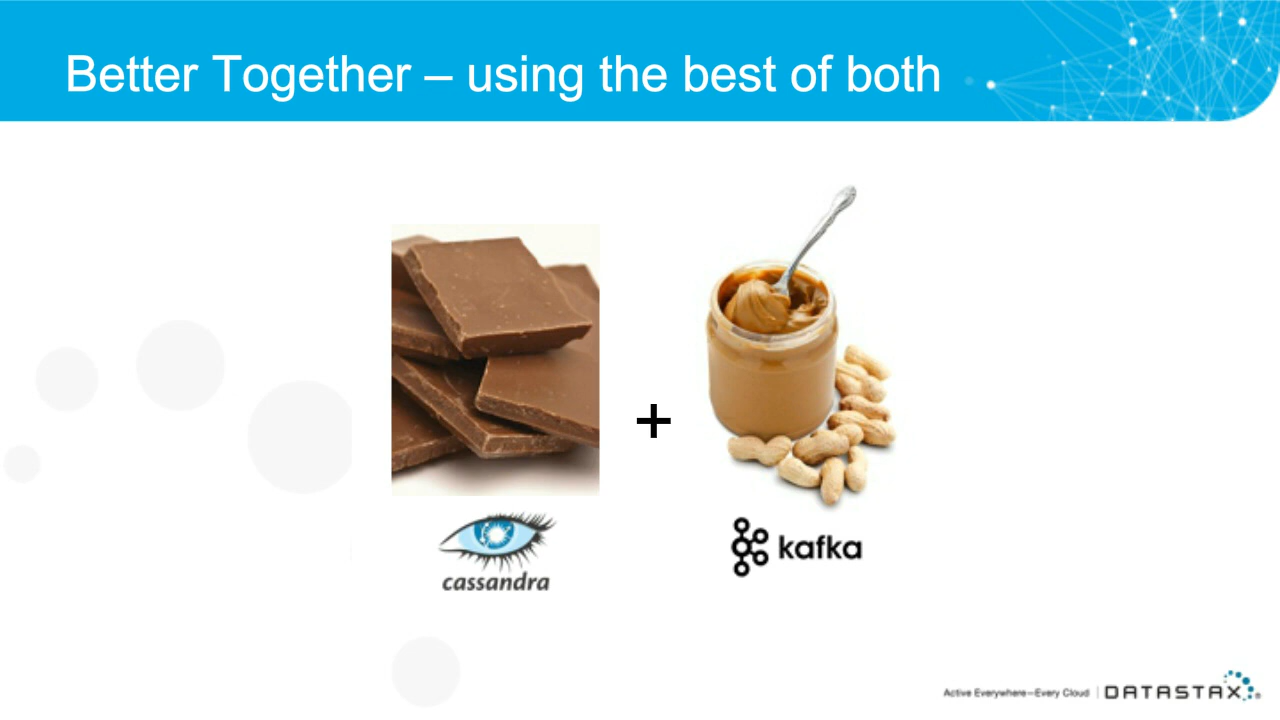 Better Together – using the best of both
+
cassandra
kafka
Active Everywhere—Every Cloud | DATASTAX